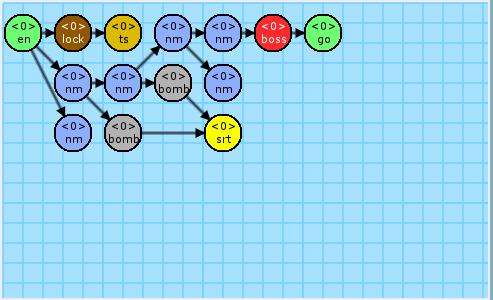 <0> <0> <0> <0> <0> <0> <0>
en lock ts nm nm boss go
<0> <0> <0> <0>
nm nm bomb nm
<0> <0> <0>
nm bomb srt